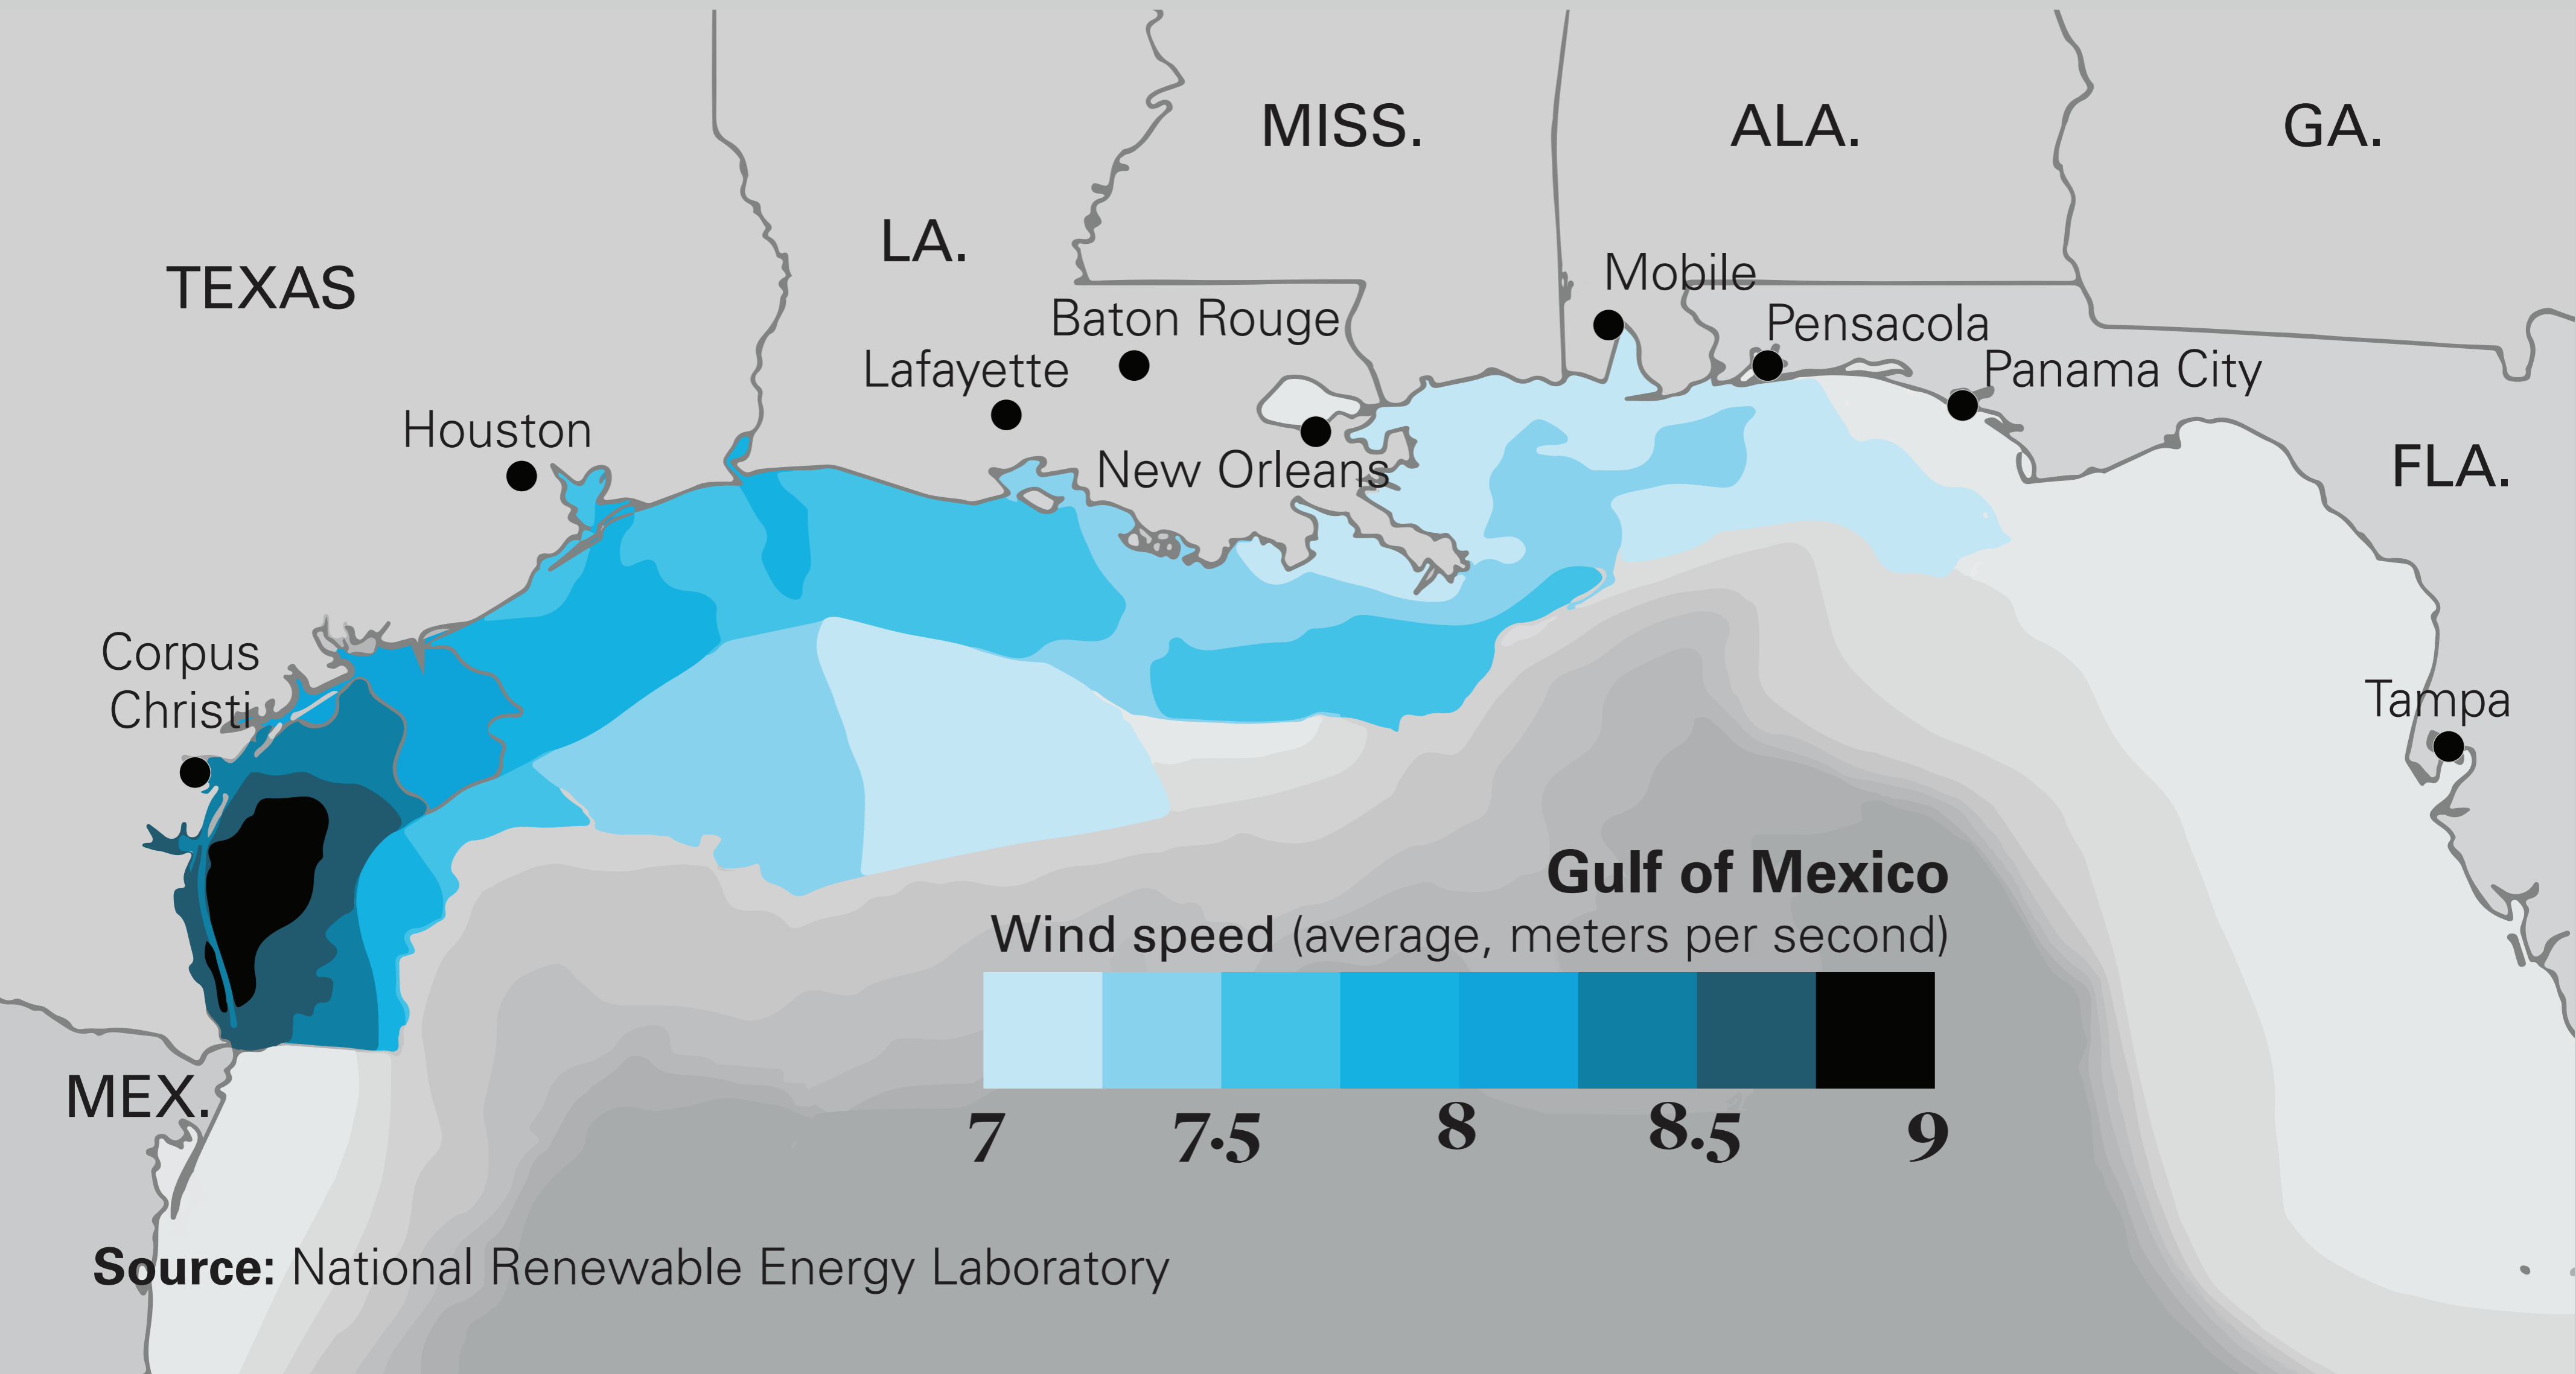 MISS.
ALA.
GA.
LA.
TEXAS
Mobile
Baton Rouge
Pensacola
Lafayette
Panama City
Houston
New Orleans
FLA.
Corpus
Christi
Tampa
Gulf of Mexico
Wind speed (average, meters per second)
7 7.5 8 8.5 9
MEX.
Source: National Renewable Energy Laboratory